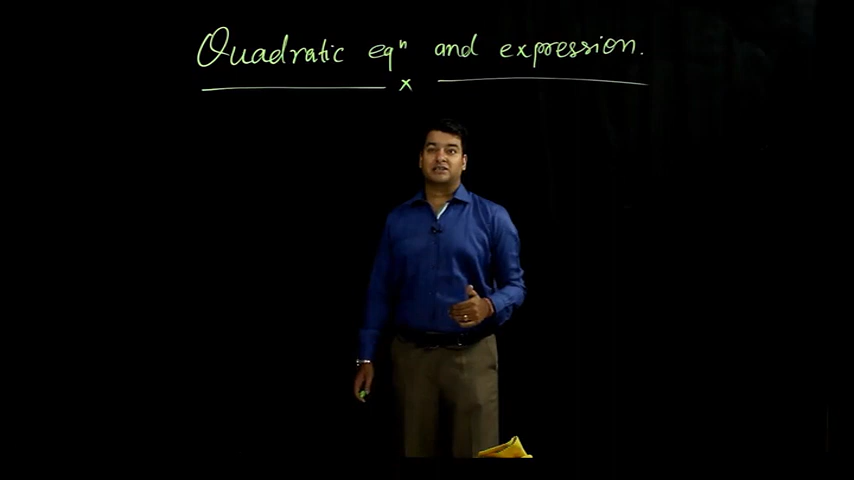 Quadratic eqⁿ and expression.
x